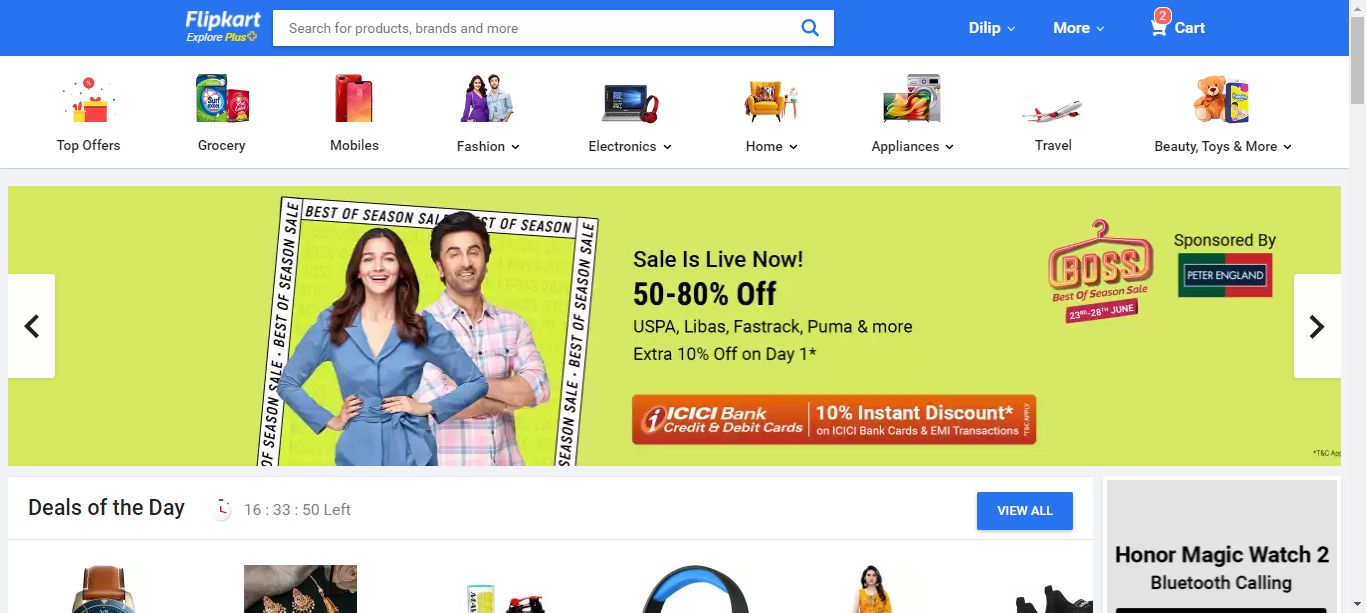 Flipkart
Explore Plus
Search for products, brands and more
Dilip
More
2
Cart
%
Surf excel
Top Offers
Grocery
Mobiles
Fashion
Electronics
Home
Appliances
Travel
Beauty, Toys & More
BEST OF SEASON SALE
ST OF SEASON
OF SEASON SALE · BEST OF SEASON SALE
SEASON SALE · BEST OF SEASON SALE
Sale Is Live Now!
50-80% Off
USPA, Libas, Fastrack, Puma & more
Extra 10% Off on Day 1*
ICICI Bank
Credit & Debit Cards
10% Instant Discount*
on ICICI Bank Cards & EMI Transactions
*T&C APPLY
BOSS
Best Of Season Sale
23RD-28TH JUNE
Sponsored By
PETER ENGLAND
*T&C App
Deals of the Day
16 : 33 : 50 Left
VIEW ALL
Honor Magic Watch 2
Bluetooth Calling